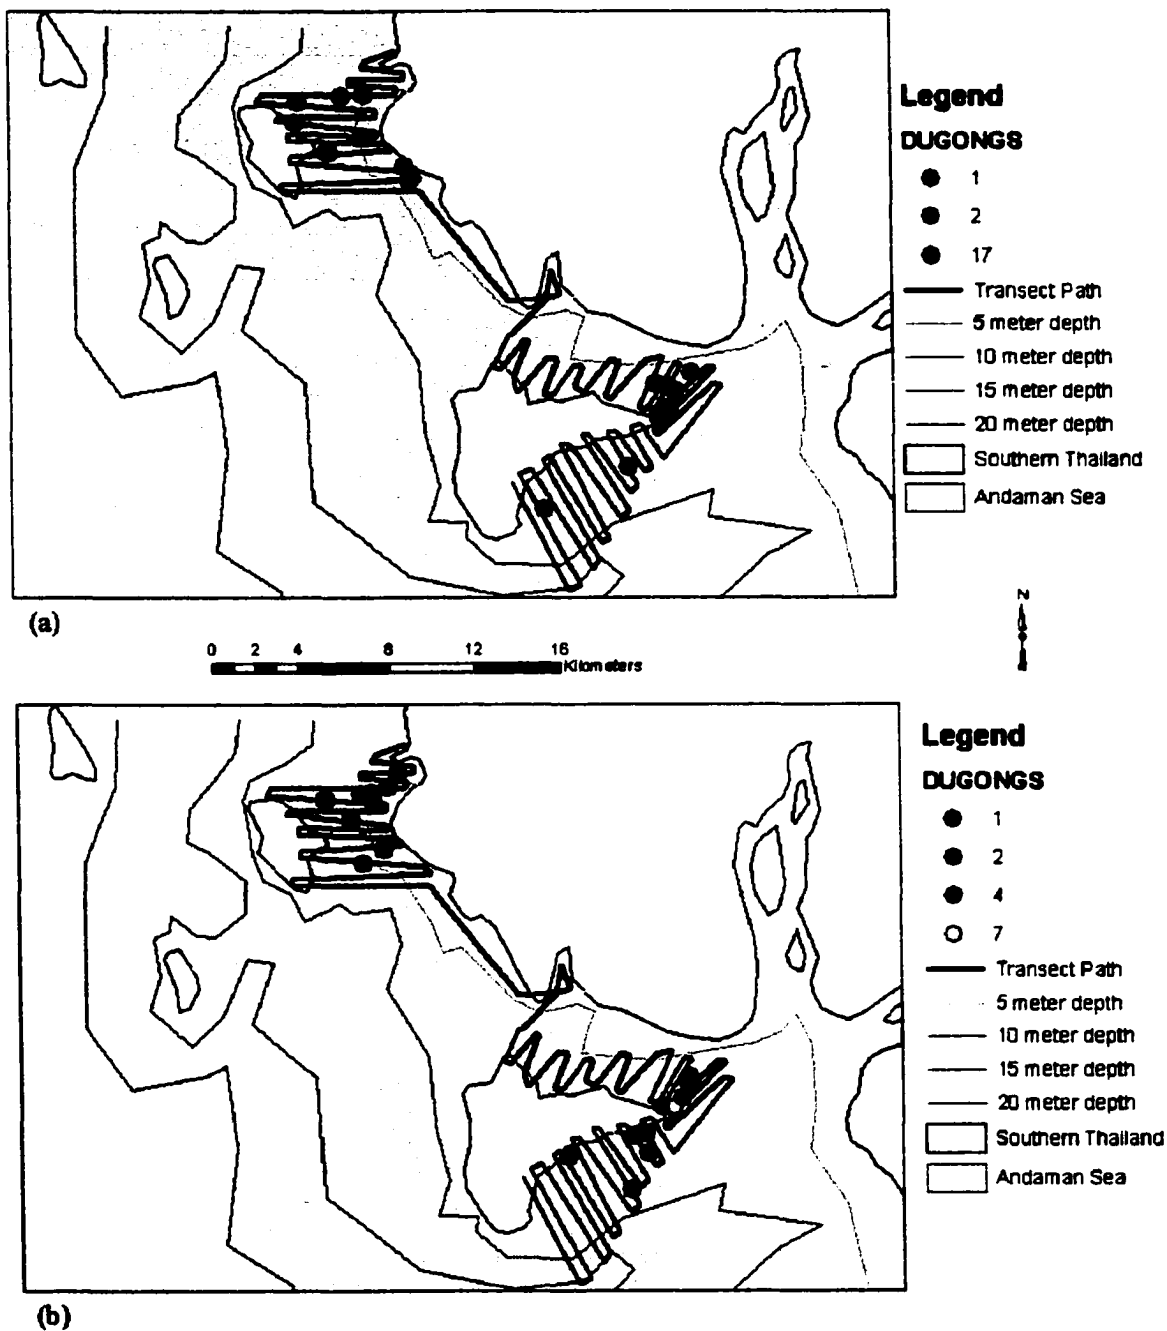 Legend
DUGONGS
1
2
17
Transect Path
5 meter depth
10 meter depth
15 meter depth
20 meter depth
Southern Thailand
Andaman Sea
(a)
N
0 2 4 8 12 16
Kilometers
Legend
DUGONGS
1
2
4
7
Transect Path
5 meter depth
10 meter depth
15 meter depth
20 meter depth
Southern Thailand
Andaman Sea
(b)